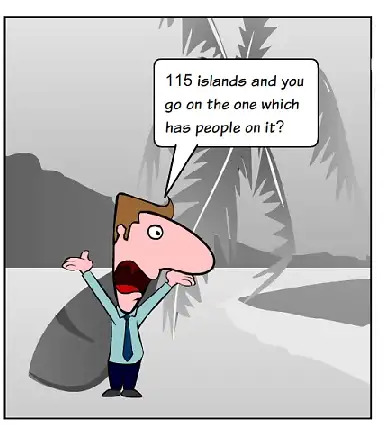 115 islands and you
go on the one which
has people on it?